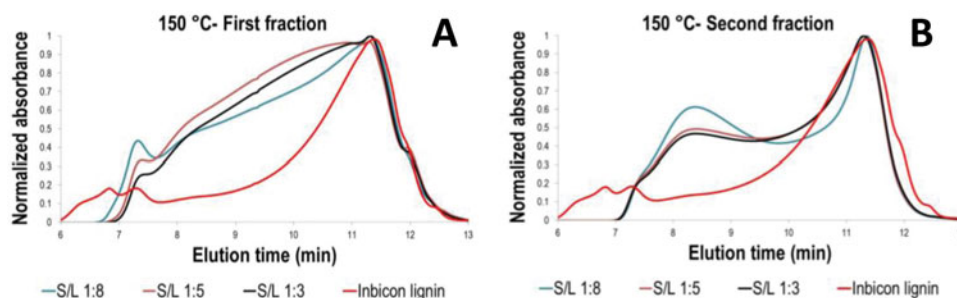 150 °C- First fraction
A
Normalized absorbance
1
0.9
0.8
0.7
0.6
0.5
0.4
0.3
0.2
0.1
0
6 7 8 9 10 11 12 13
Elution time (min)
S/L 1:8 S/L 1:5 S/L 1:3 Inbicon lignin
150 °C- Second fraction
B
Normalized absorbance
1
0.9
0.8
0.7
0.6
0.5
0.4
0.3
0.2
0.1
0
6 7 8 9 10 11 12
Elution time (min)
S/L 1:8 S/L 1:5 S/L 1:3 Inbicon lignin